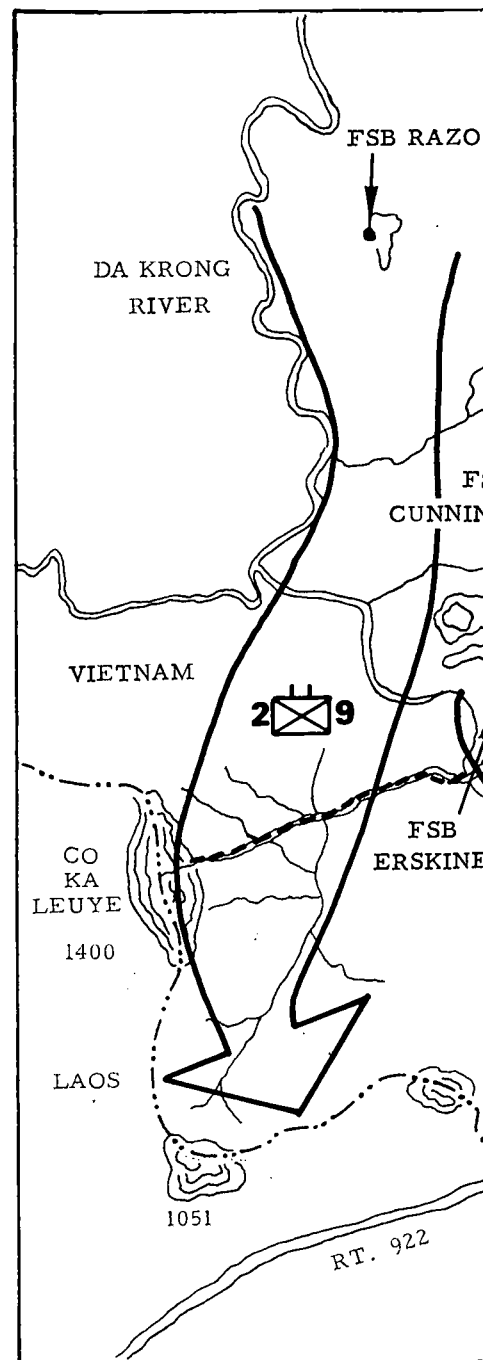 FSB RAZO
DA KRONG
RIVER
FS
CUNNIN
VIETNAM
2 9
FSB
ERSKINE
CO
KA
LEUYE
1400
LAOS
1051
RT. 922